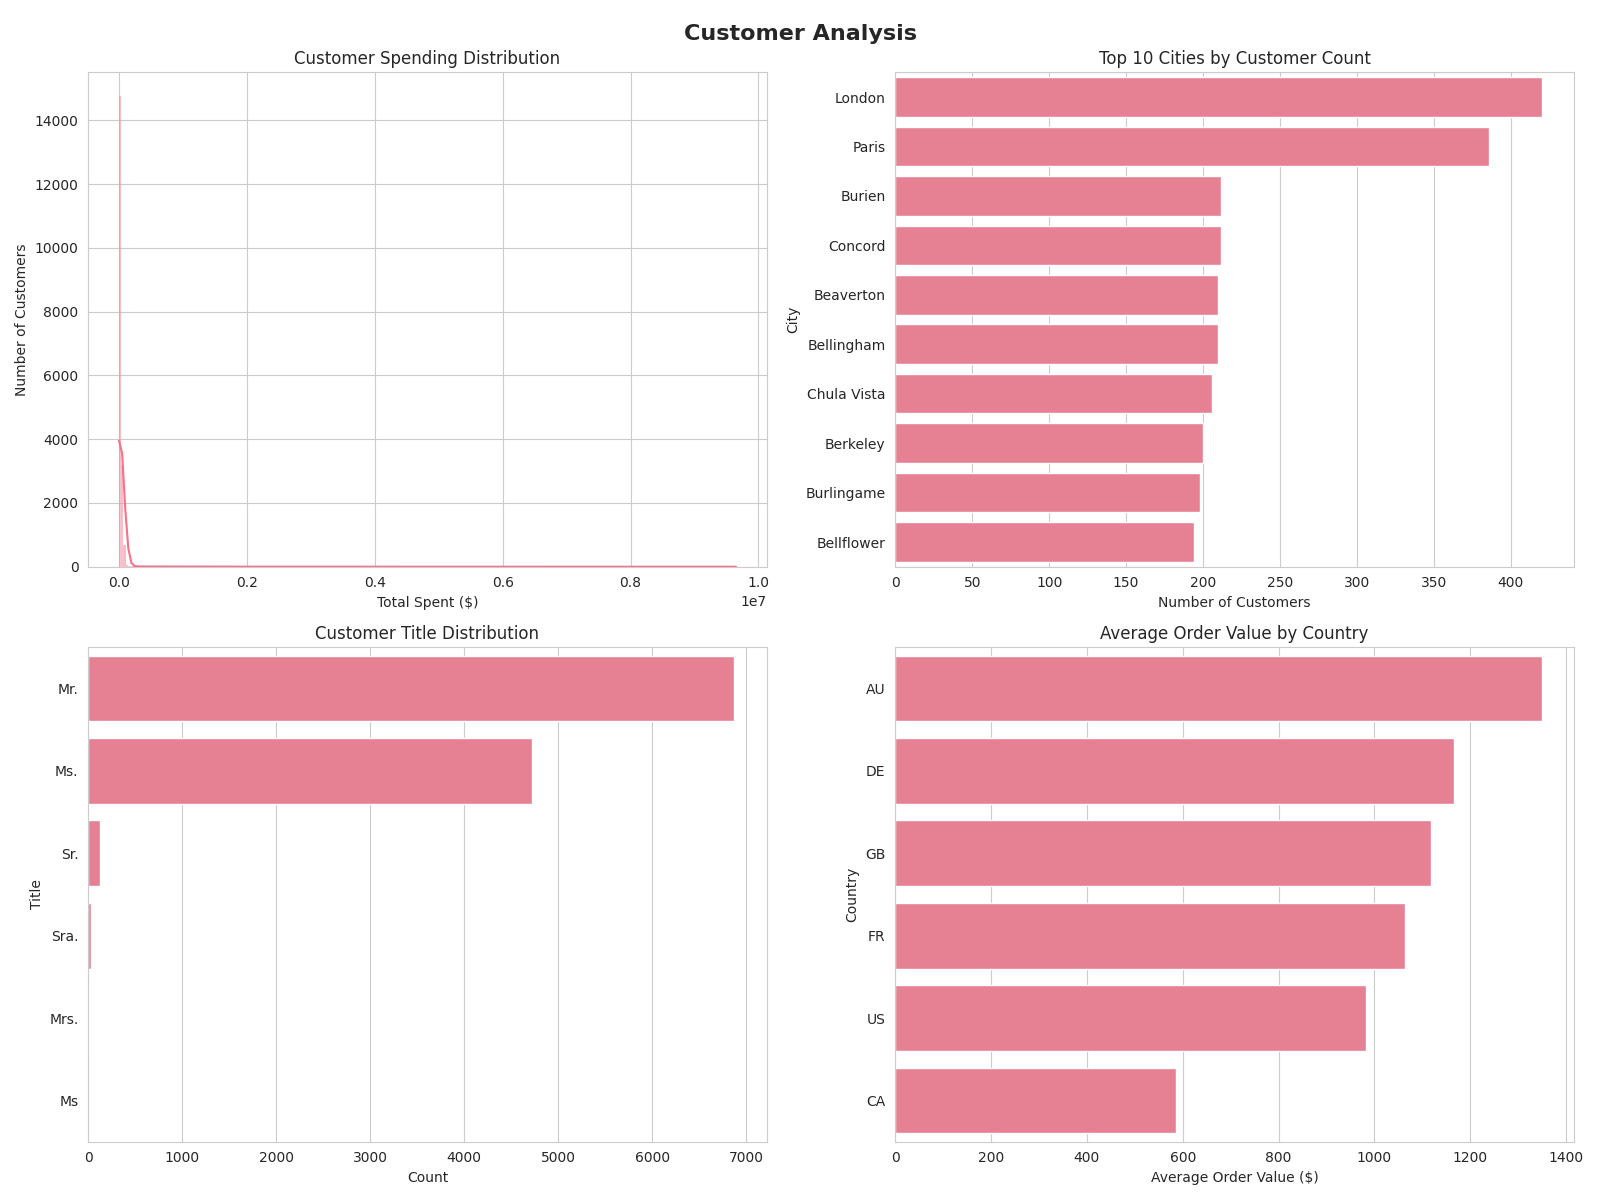 Customer Analysis
Customer Spending Distribution
Number of Customers
14000
12000
10000
8000
6000
4000
2000
0
0.0 0.2 0.4 0.6 0.8 1.0
1e7
Total Spent ($)
Top 10 Cities by Customer Count
City
London
Paris
Burien
Concord
Beaverton
Bellingham
Chula Vista
Berkeley
Burlingame
Bellflower
0 50 100 150 200 250 300 350 400
Number of Customers
Customer Title Distribution
Title
Mr.
Ms.
Sr.
Sra.
Mrs.
Ms
0 1000 2000 3000 4000 5000 6000 7000
Count
Average Order Value by Country
Country
AU
DE
GB
FR
US
CA
0 200 400 600 800 1000 1200 1400
Average Order Value ($)